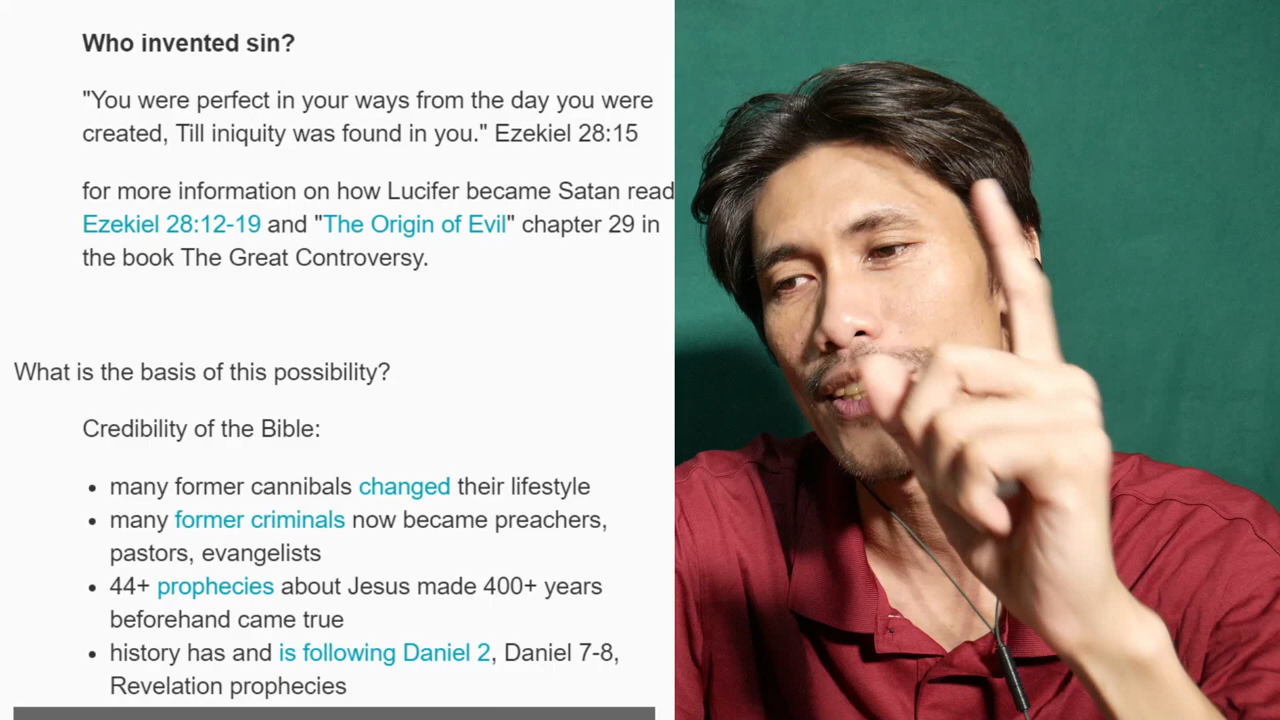 Who invented sin?
"You were perfect in your ways from the day you were
created, Till iniquity was found in you." Ezekiel 28:15
for more information on how Lucifer became Satan read
Ezekiel 28:12-19 and "The Origin of Evil" chapter 29 in
the book The Great Controversy.
What is the basis of this possibility?
Credibility of the Bible:
• many former cannibals changed their lifestyle
• many former criminals now became preachers,
pastors, evangelists
• 44+ prophecies about Jesus made 400+ years
beforehand came true
• history has and is following Daniel 2, Daniel 7-8,
Revelation prophecies